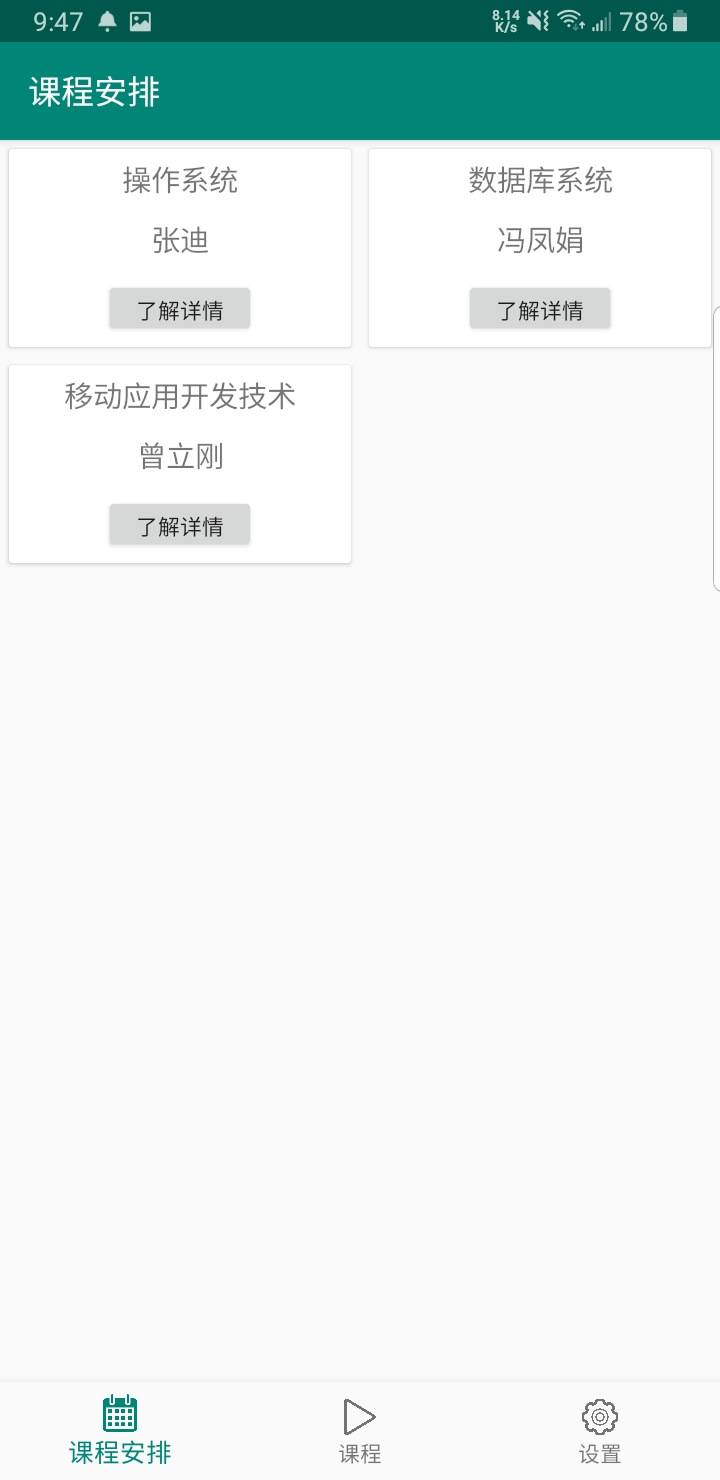 9:47
8.14
K/s
78%
课程安排
操作系统
张迪
了解详情
数据库系统
冯凤娟
了解详情
移动应用开发技术
曾立刚
了解详情
课程安排
课程
设置